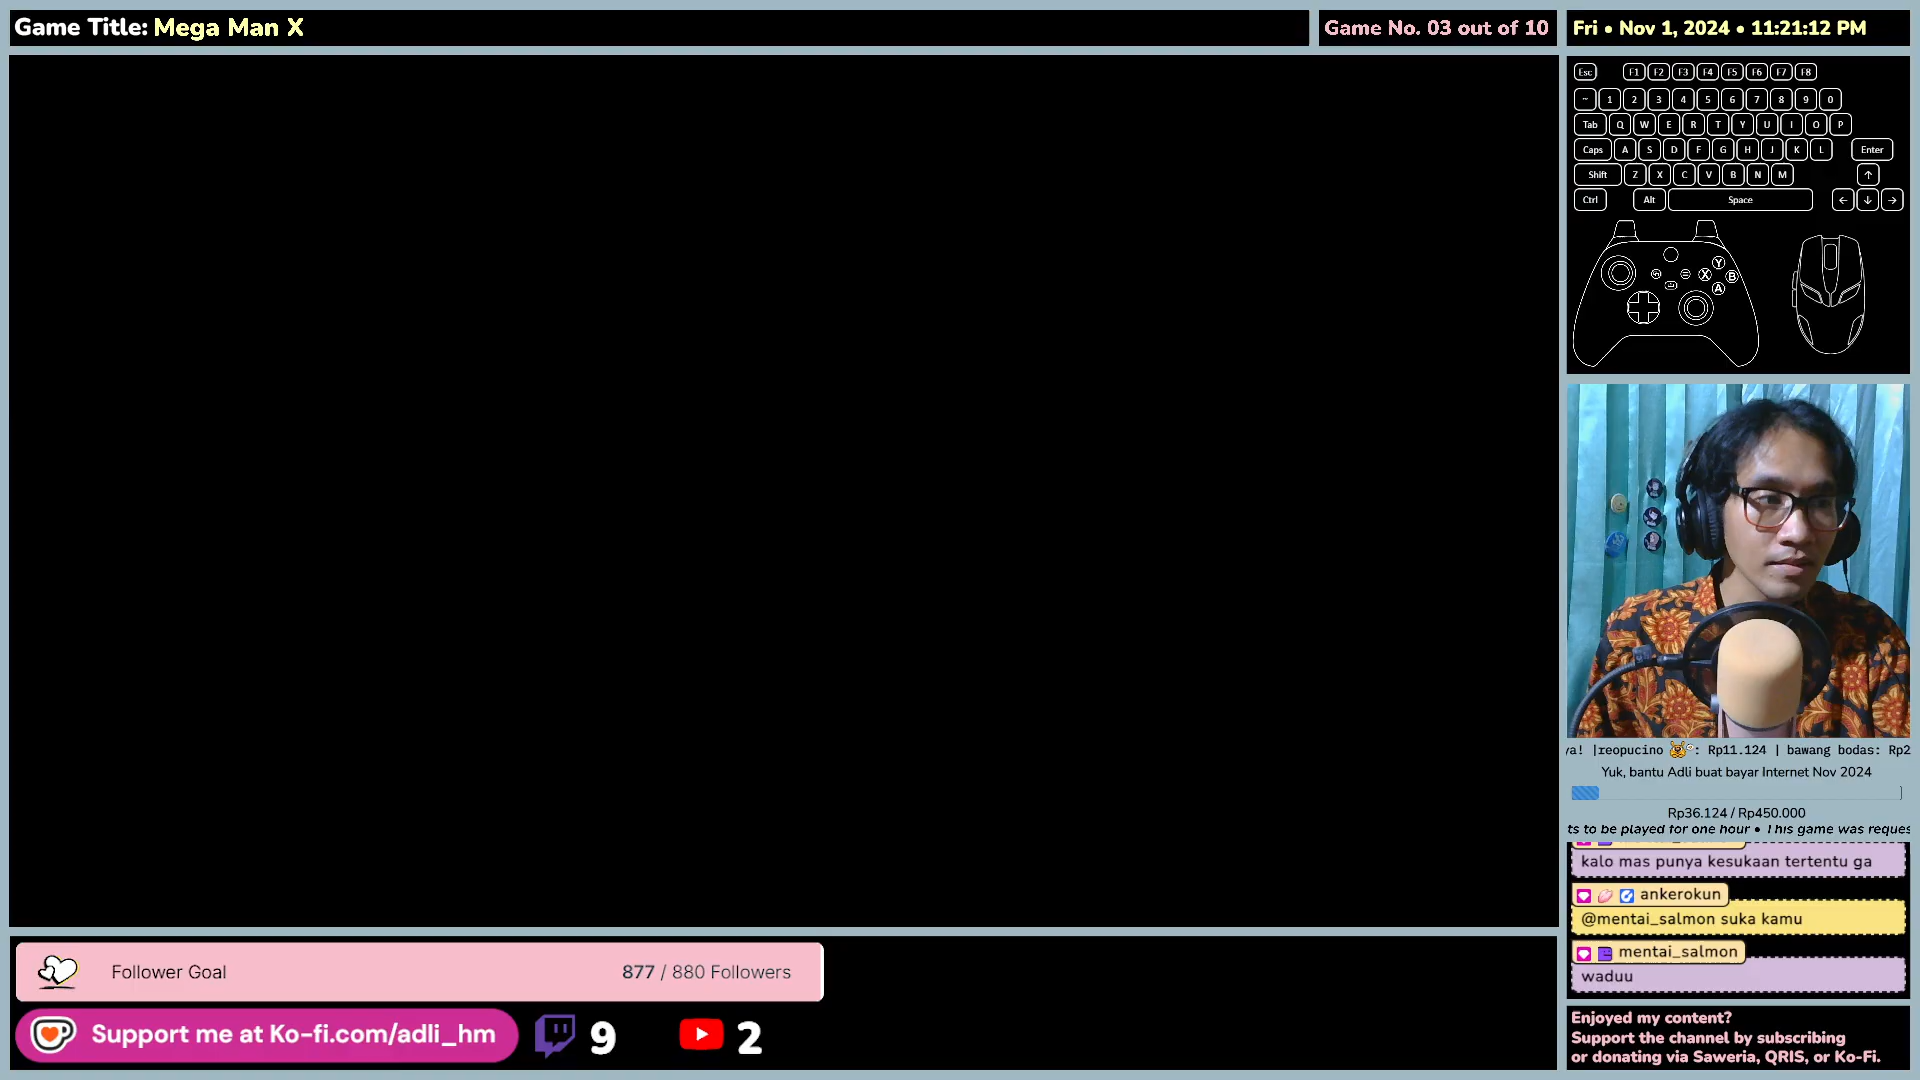 Game Title: Mega Man X
Game No. 03 out of 10
Fri • Nov 1, 2024 • 11:21:12 PM
Esc F1 F2 F3 F4 F5 F6 F7 F8
~ 1 2 3 4 5 6 7 8 9 0
Tab Q W E R T Y U I O P
Caps A S D F G H J K L Enter
Shift Z X C V B N M ↑
Ctrl Alt Space ← ↓ →
Y
X B
A
ya! |reopucino : Rp11.124 | bawang bodas: Rp2
Yuk, bantu Adli buat bayar Internet Nov 2024
Rp36.124 / Rp450.000
ts to be played for one hour • This game was reques
kalo mas punya kesukaan tertentu ga
ankerokun
@mentai_salmon suka kamu
mentai_salmon
waduu
Follower Goal
877 / 880 Followers
Support me at Ko-fi.com/adli_hm
9
2
Enjoyed my content?
Support the channel by subscribing
or donating via Saweria, QRIS, or Ko-Fi.